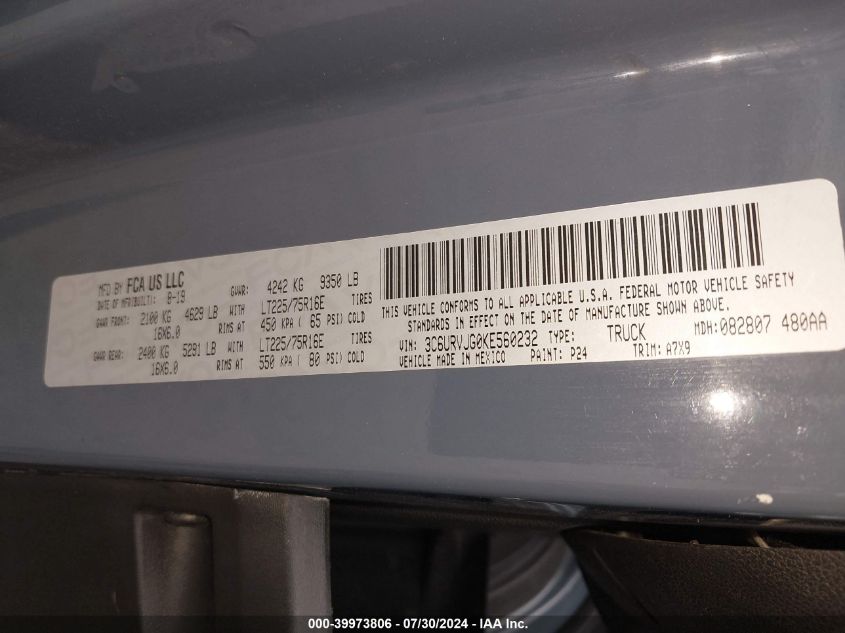 MFD BY FCA US LLC
DATE OF MFR(BUILT): 8-19 GVWR: 4242 KG 9350 LB
GAWR FRONT: 2100 KG 4629 LB WITH LT225/75R16E TIRES
16X6.0 RIMS AT 450 KPA ( 65 PSI) COLD
GAWR REAR: 2400 KG 5291 LB WITH LT225/75R16E TIRES
16X6.0 RIMS AT 550 KPA ( 80 PSI) COLD
THIS VEHICLE CONFORMS TO ALL APPLICABLE U.S.A. FEDERAL MOTOR VEHICLE SAFETY
STANDARDS IN EFFECT ON THE DATE OF MANUFACTURE SHOWN ABOVE.
VIN: 3C6URVJG0KE560232 TYPE: TRUCK MDH:082807 480AA
VEHICLE MADE IN MEXICO PAINT: P24 TRIM: A7X9
000-39973806 / 07/30/2024 - IAA Inc.